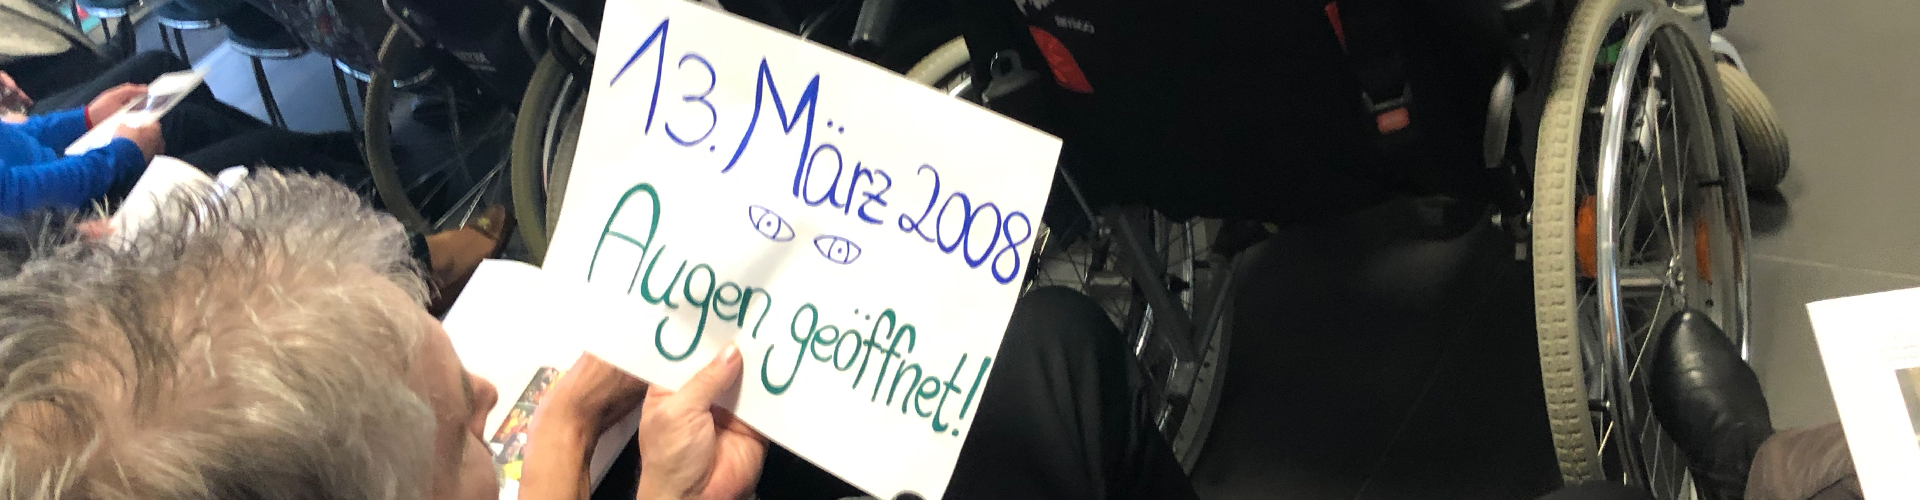 13. März 2008
Augen geöffnet!